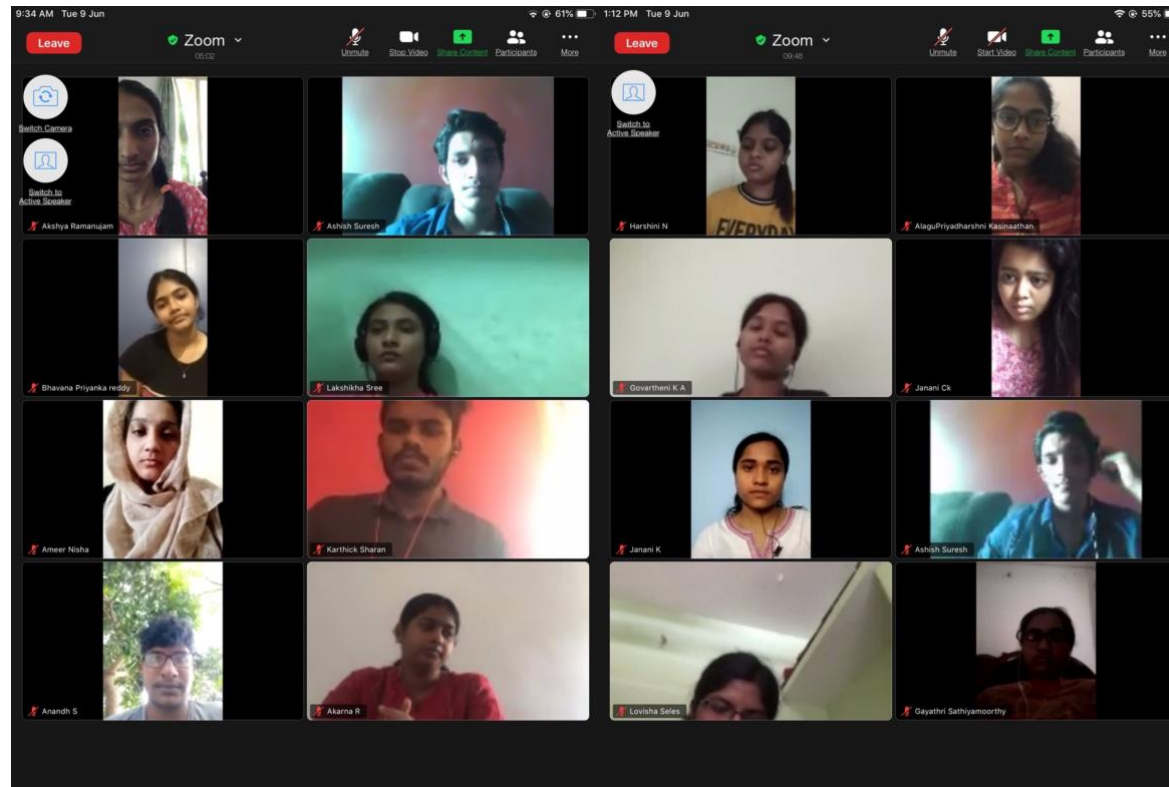 9:34 AM Tue 9 Jun
61%
Leave
Zoom
05:02
Unmute
Stop Video
Share Content
Participants
More
Switch Camera
Switch to
Active Speaker
Akshya Ramanujam
Ashish Suresh
Bhavana Priyanka reddy
Lakshikha Sree
Ameer Nisha
Karthick Sharan
Anandh S
Akarna R
1:12 PM Tue 9 Jun
55%
Leave
Zoom
09:46
Unmute
Start Video
Share Content
Participants
More
Switch to
Active Speaker
EVERYDAY
Harshini N
AlaguPriyadharshni Kasinaathan
Govartheni K A
Janani Ck
Janani K
Ashish Suresh
Lovisha Seles
Gayathri Sathiyamoorthy